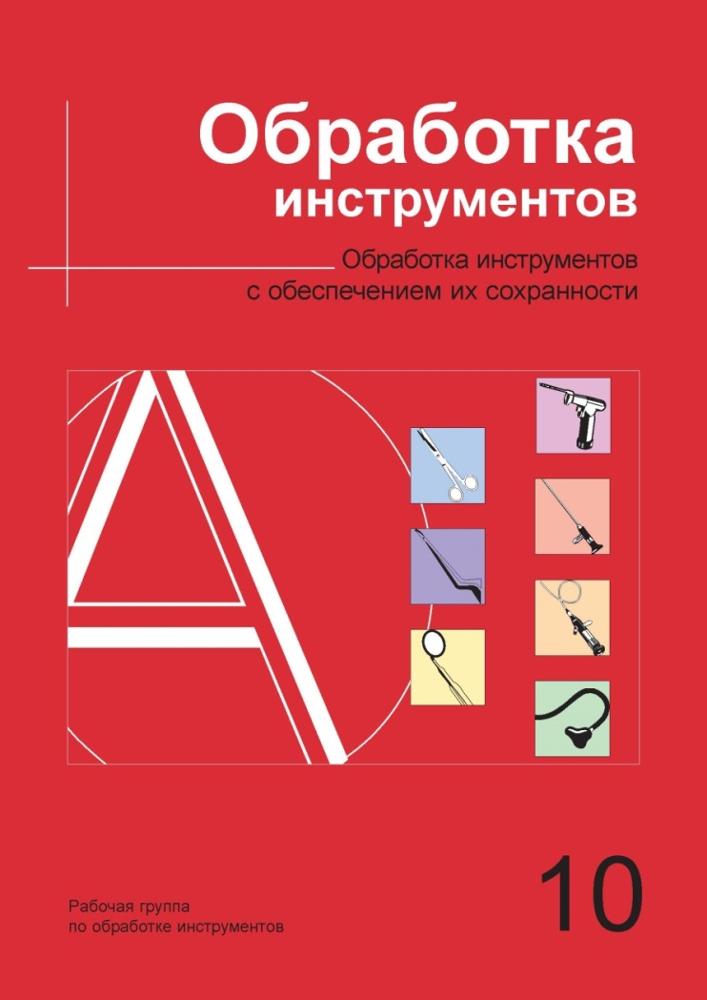 Обработка
инструментов
Обработка инструментов
с обеспечением их сохранности
10
Рабочая группа
по обработке инструментов